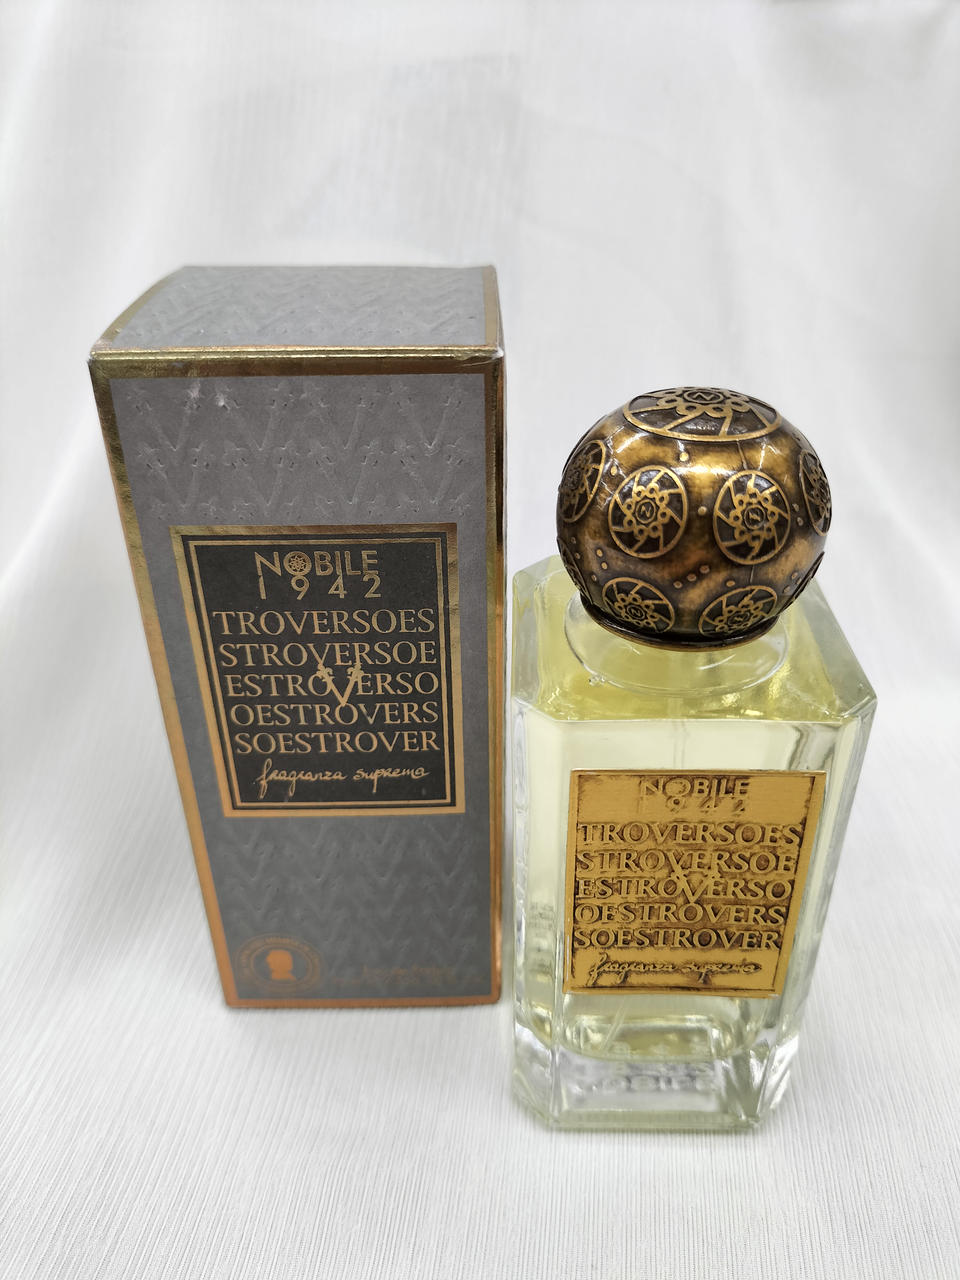 NOBILE
1942
TROVERSOES
STROVERSOE
ESTROVERSO
OESTROVERS
SOESTROVER
fragranza suprema
NOBILE
1942
TROVERSOES
STROVERSOE
ESTROVERSO
OESTROVERS
SOESTROVER
fragranza suprema